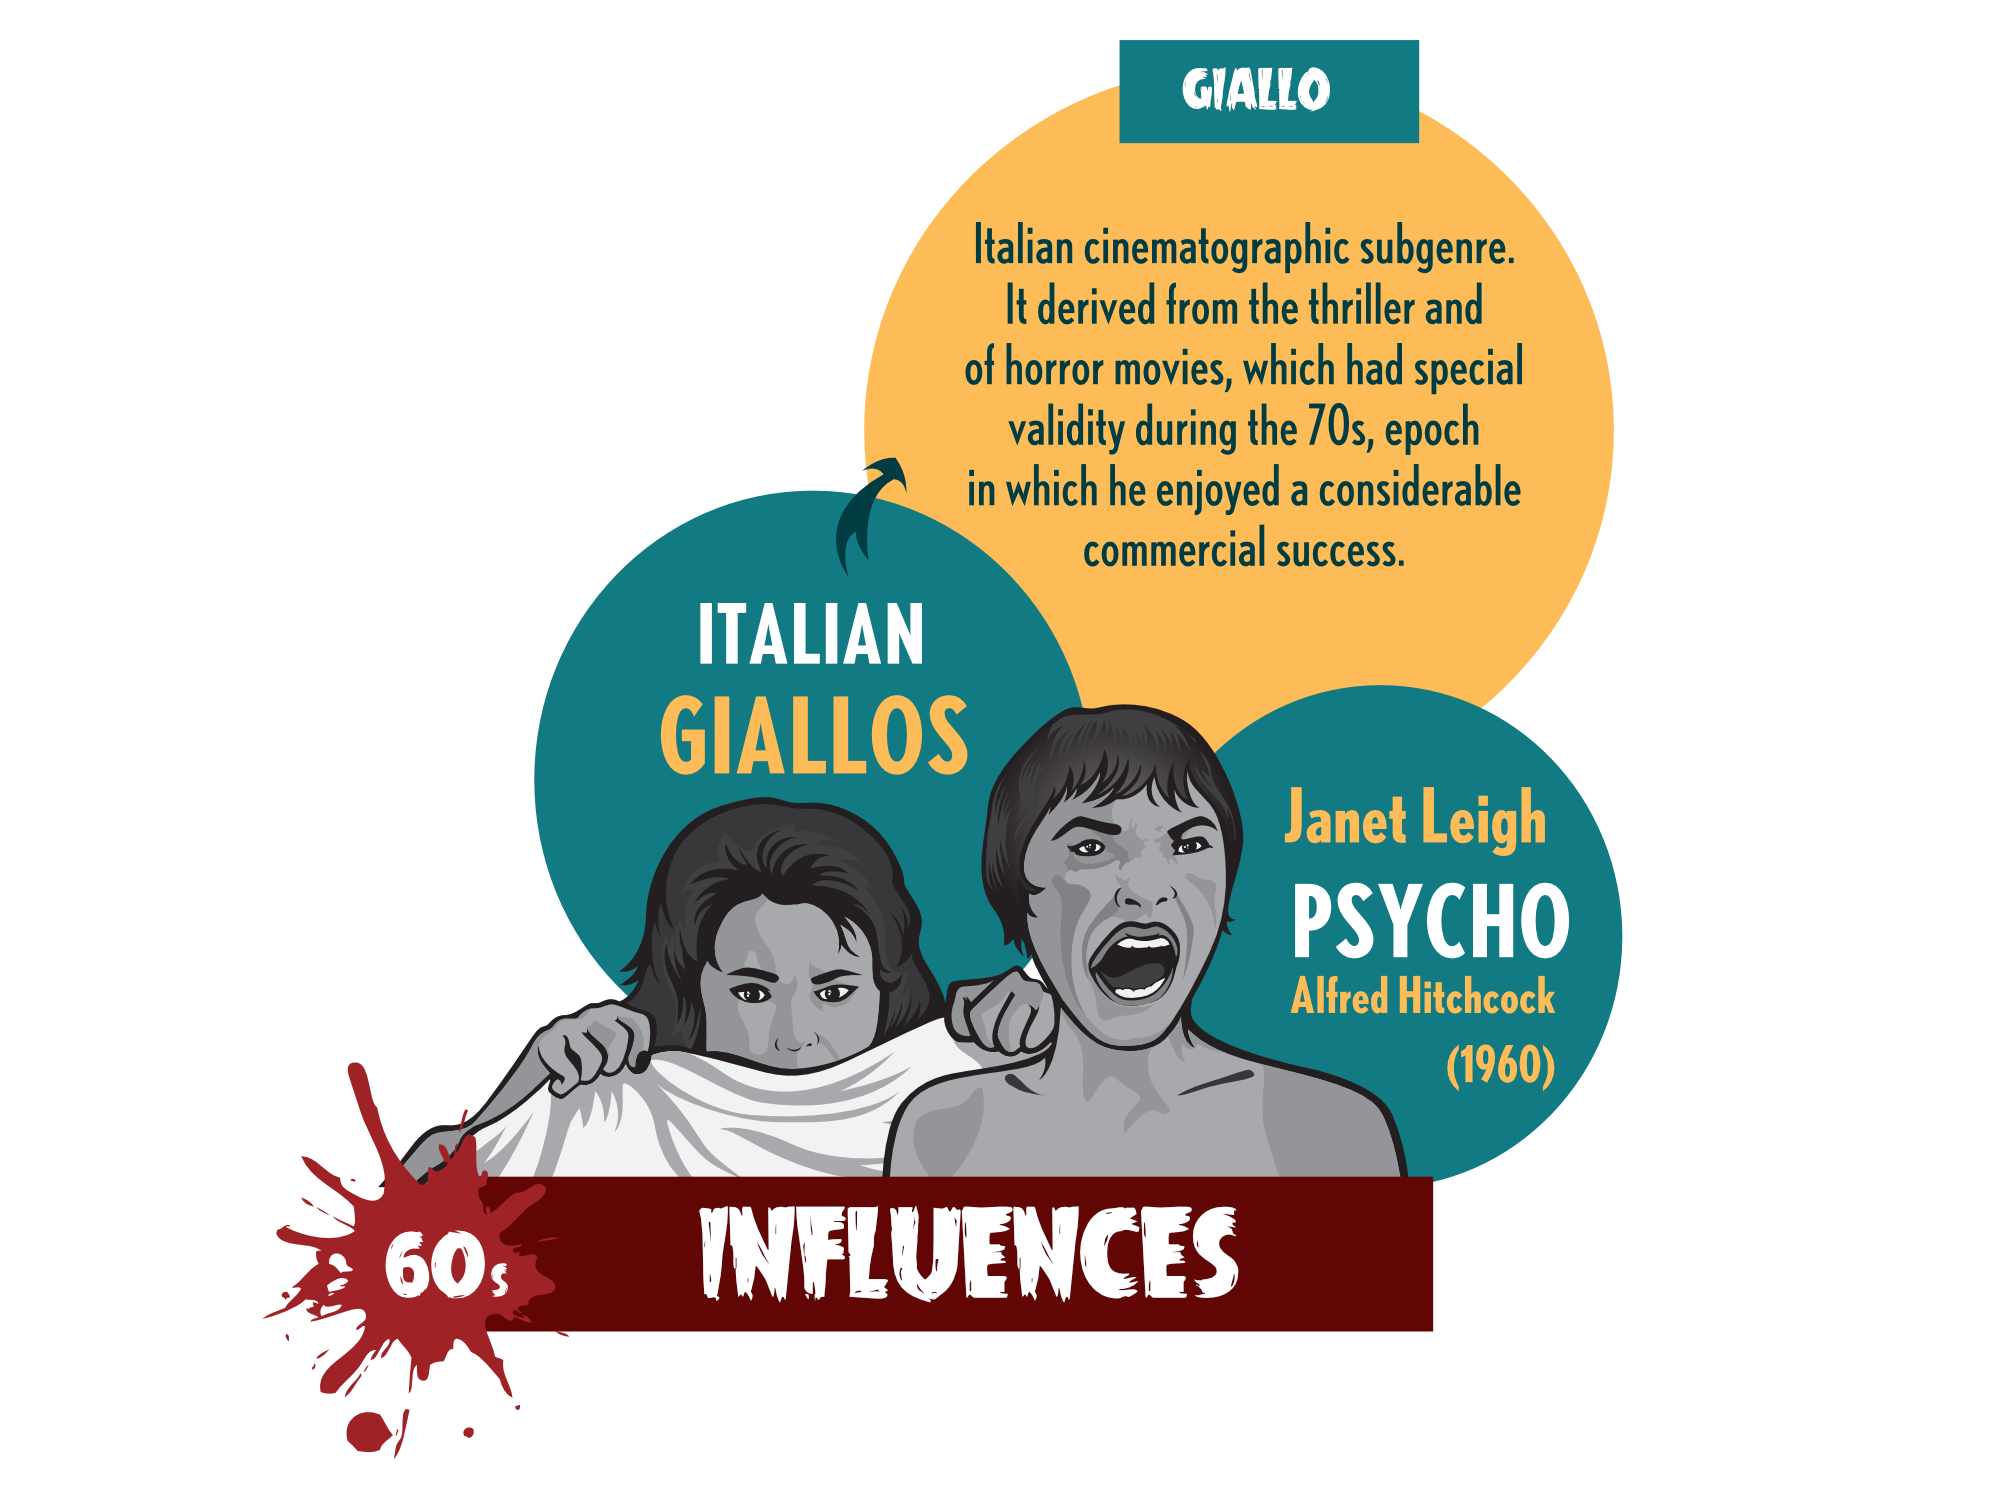 GIALLO
Italian cinematographic subgenre.
It derived from the thriller and
of horror movies, which had special
validity during the 70s, epoch
in which he enjoyed a considerable
commercial success.
ITALIAN
GIALLOS
Janet Leigh
PSYCHO
Alfred Hitchcock
(1960)
60s
INFLUENCES